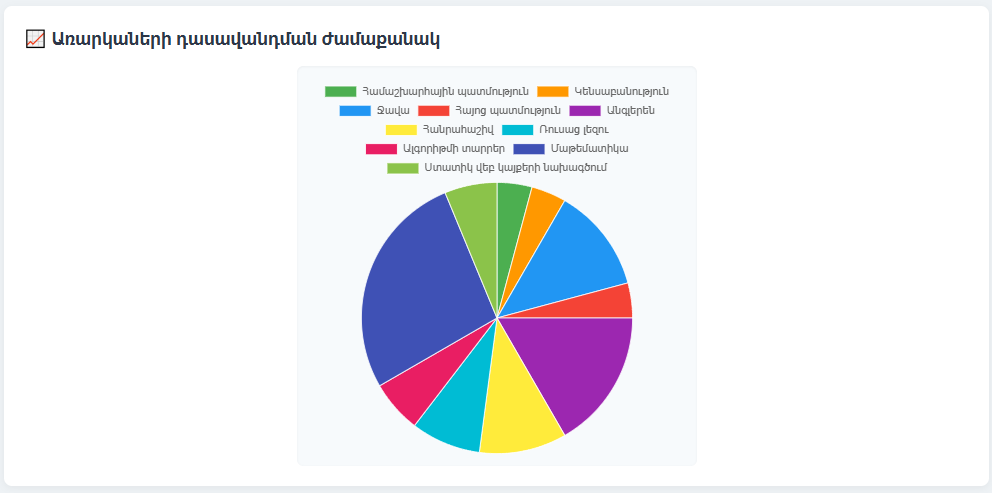 📈 Առարկաների դասավանդման ժամաքանակ
Համաշխարհային պատմություն Կենսաբանություն
Ջավա Հայոց պատմություն Անգլերեն
Հանրահաշիվ Ռուսաց լեզու
Ալգորիթմի տարրեր Մաթեմատիկա
Ստատիկ վեբ կայքերի նախագծում